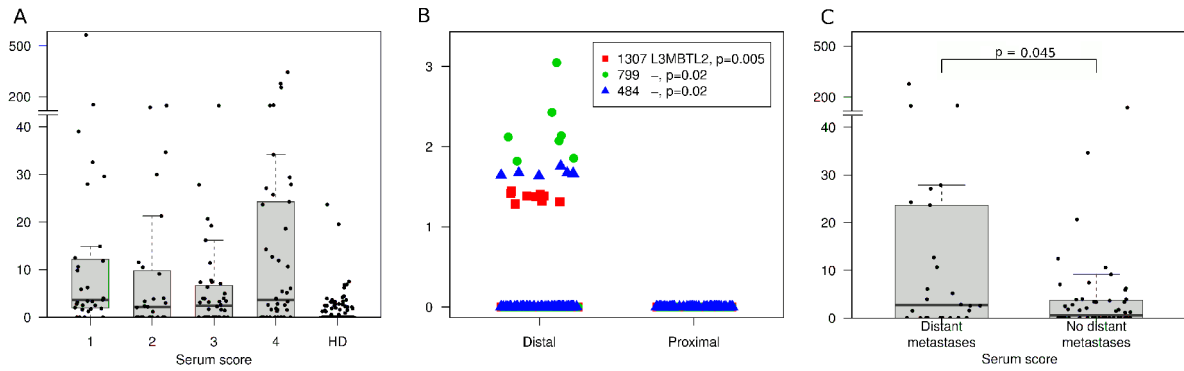 A
500
200
40
30
20
10
0
1
2
3
4
HD
Serum score
B
3
2
1
0
1307 L3MBTL2, p=0.005
799 –, p=0.02
484 –, p=0.02
Distal
Proximal
C
500
200
40
30
20
10
0
p = 0.045
Distant
metastases
No distant
metastases
Serum score